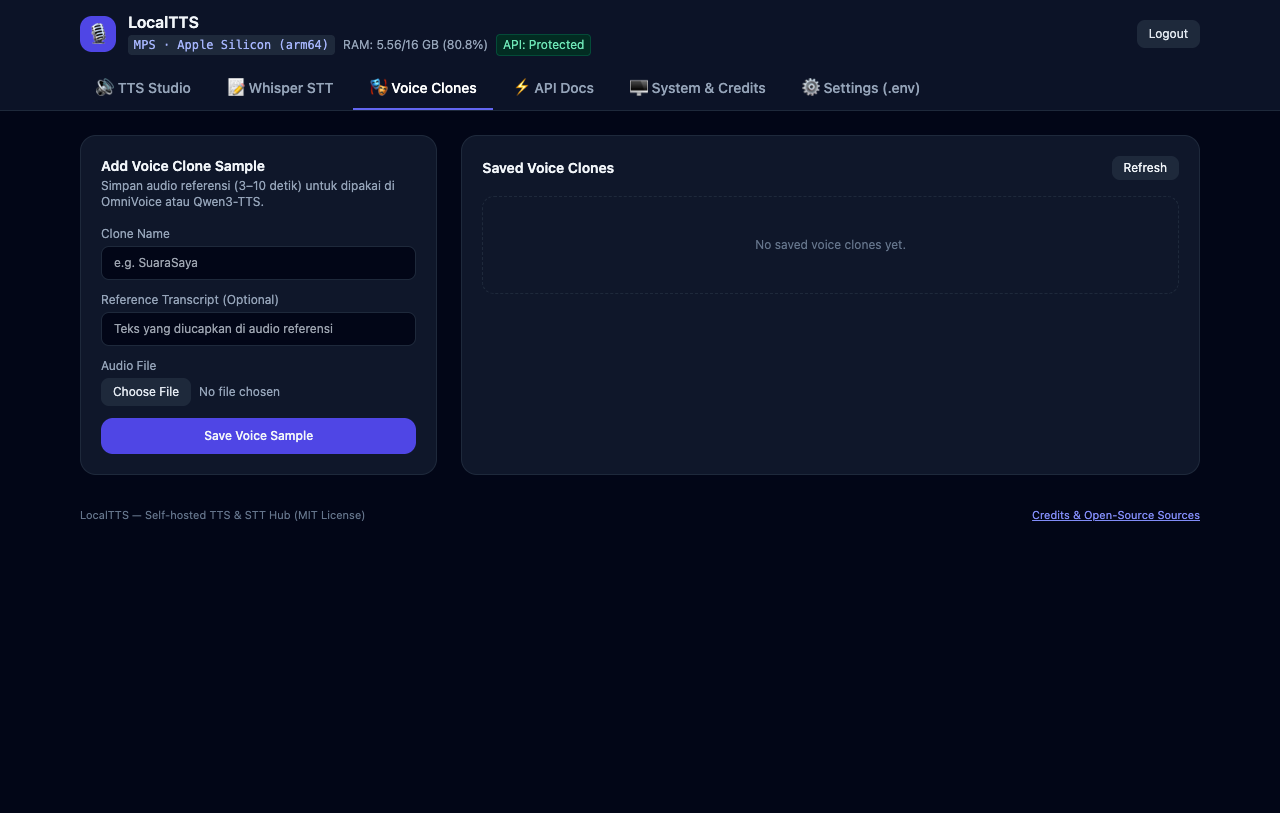 LocalTTS
MPS · Apple Silicon (arm64) RAM: 5.56/16 GB (80.8%) API: Protected
Logout
TTS Studio Whisper STT Voice Clones API Docs System & Credits Settings (.env)
Add Voice Clone Sample
Simpan audio referensi (3–10 detik) untuk dipakai di
OmniVoice atau Qwen3-TTS.
Clone Name
e.g. SuaraSaya
Reference Transcript (Optional)
Teks yang diucapkan di audio referensi
Audio File
Choose File No file chosen
Save Voice Sample
Saved Voice Clones
Refresh
No saved voice clones yet.
LocalTTS — Self-hosted TTS & STT Hub (MIT License)
Credits & Open-Source Sources